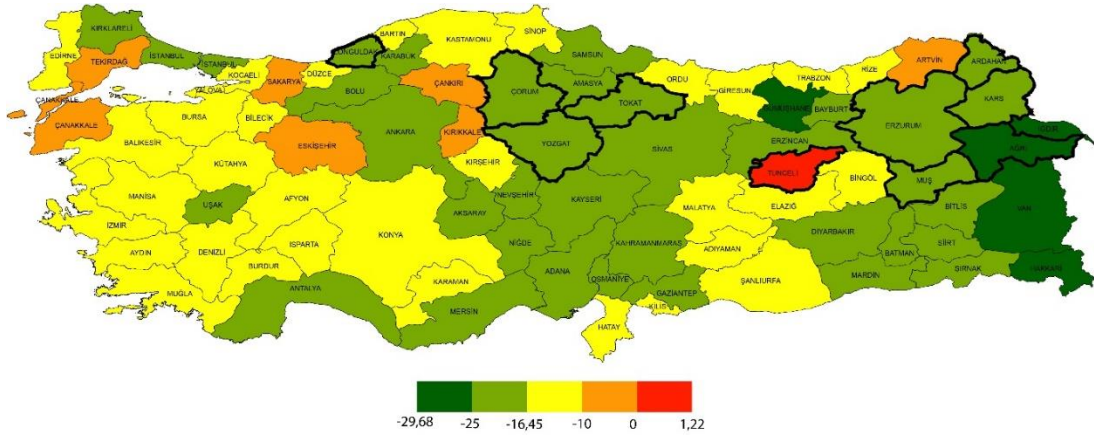 KIRKLARELİ
EDİRNE
TEKİRDAĞ
İSTANBUL
İSTANBUL
KOCAELİ
YALOVA
SAKARYA
DÜZCE
ZONGULDAK
BARTIN
KARABÜK
KASTAMONU
SİNOP
SAMSUN
ÇANKIRI
ÇORUM
AMASYA
TOKAT
ORDU
GİRESUN
TRABZON
RİZE
ARTVİN
ARDAHAN
KARS
GÜMÜŞHANE
BAYBURT
ERZURUM
ERZİNCAN
IĞDIR
AĞRI
ÇANAKKALE
ÇANAKKALE
BURSA
BİLECİK
BOLU
BALIKESİR
KÜTAHYA
ESKİŞEHİR
ANKARA
KIRIKKALE
YOZGAT
KIRŞEHİR
SİVAS
TUNCELİ
BİNGÖL
MUŞ
MANİSA
UŞAK
AFYON
AKSARAY
NEVŞEHİR
KAYSERİ
MALATYA
ELAZIĞ
BİTLİS
VAN
İZMİR
AYDIN
DENİZLİ
ISPARTA
BURDUR
KONYA
NİĞDE
KAHRAMANMARAŞ
ADIYAMAN
DİYARBAKIR
BATMAN
SİİRT
MUĞLA
ANTALYA
KARAMAN
MERSİN
ADANA
OSMANİYE
GAZİANTEP
KİLİS
HATAY
ŞANLIURFA
MARDİN
ŞIRNAK
HAKKARİ
-29,68 -25 -16,45 -10 0 1,22